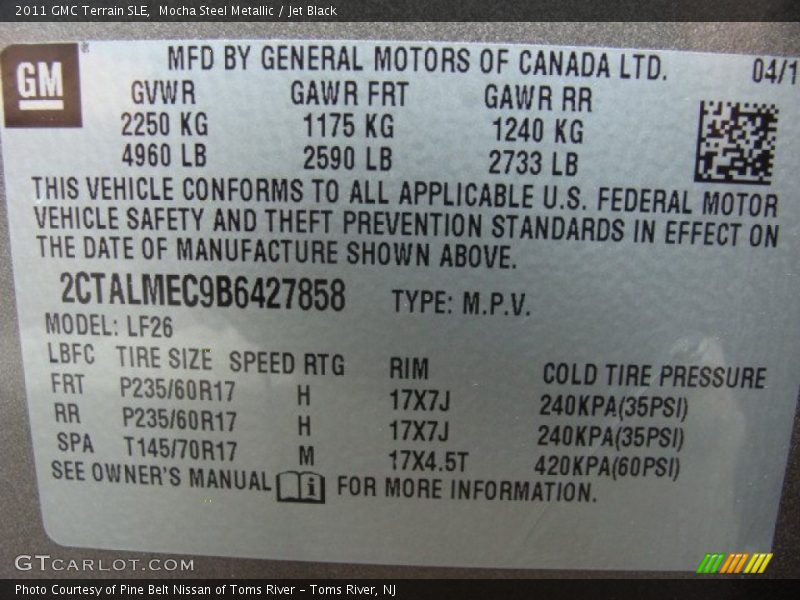 2011 GMC Terrain SLE, Mocha Steel Metallic / Jet Black
GM ®
MFD BY GENERAL MOTORS OF CANADA LTD. 04/1
GVWR GAWR FRT GAWR RR
2250 KG 1175 KG 1240 KG
4960 LB 2590 LB 2733 LB
THIS VEHICLE CONFORMS TO ALL APPLICABLE U.S. FEDERAL MOTOR
VEHICLE SAFETY AND THEFT PREVENTION STANDARDS IN EFFECT ON
THE DATE OF MANUFACTURE SHOWN ABOVE.
2CTALMEC9B6427858 TYPE: M.P.V.
MODEL: LF26
LBFC TIRE SIZE SPEED RTG RIM COLD TIRE PRESSURE
FRT P235/60R17 H 17X7J 240KPA(35PSI)
RR P235/60R17 H 17X7J 240KPA(35PSI)
SPA T145/70R17 M 17X4.5T 420KPA(60PSI)
SEE OWNER'S MANUAL i FOR MORE INFORMATION.
GTCARLOT.COM
Photo Courtesy of Pine Belt Nissan of Toms River – Toms River, NJ